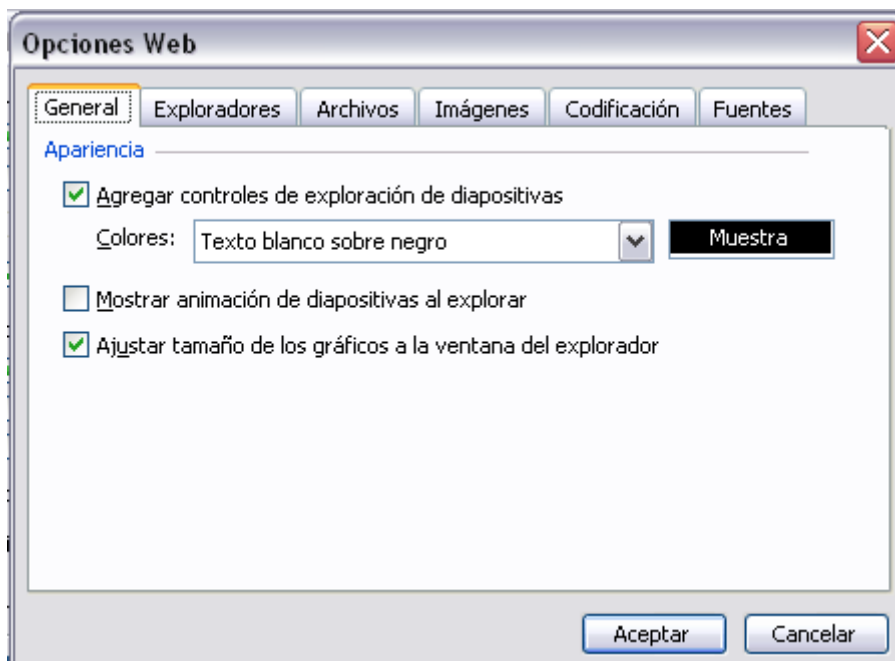 Opciones Web
General Exploradores Archivos Imágenes Codificación Fuentes
Apariencia
Agregar controles de exploración de diapositivas
Colores: Texto blanco sobre negro Muestra
Mostrar animación de diapositivas al explorar
Ajustar tamaño de los gráficos a la ventana del explorador
Aceptar Cancelar